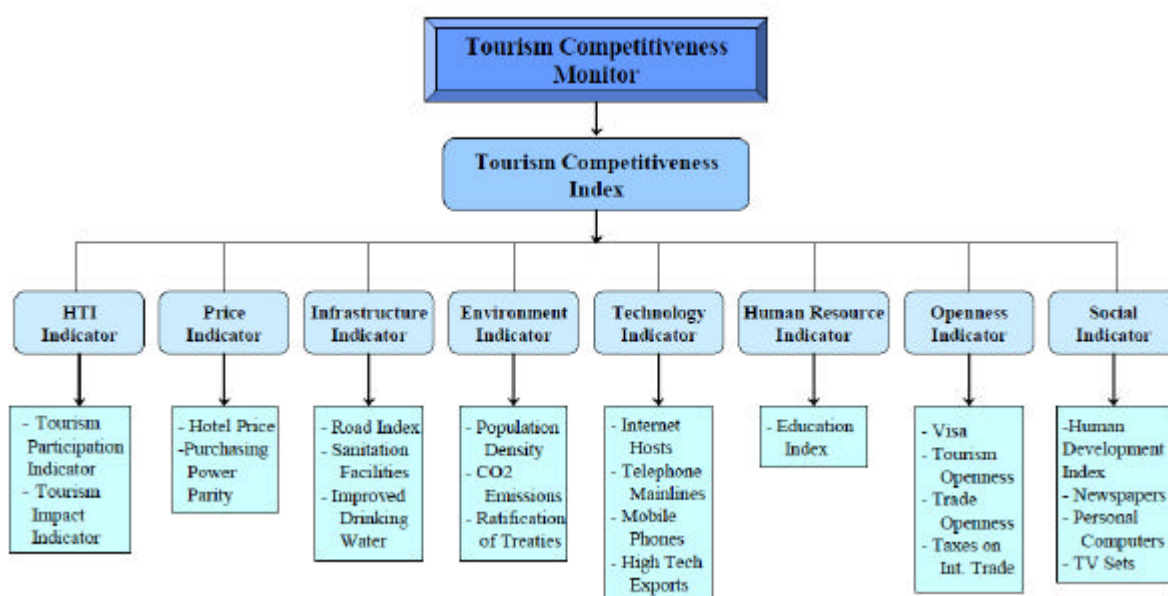 Tourism Competitiveness
Monitor
Tourism Competitiveness
Index
HTI
Indicator
Price
Indicator
Infrastructure
Indicator
Environment
Indicator
Technology
Indicator
Human Resource
Indicator
Openness
Indicator
Social
Indicator
- Tourism
Participation
Indicator
- Tourism
Impact
Indicator
- Hotel Price
-Purchasing
Power
Parity
- Road Index
- Sanitation
Facilities
- Improved
Drinking
Water
- Population
Density
- CO2
Emissions
- Ratification
of Treaties
- Internet
Hosts
- Telephone
Mainlines
- Mobile
Phones
- High Tech
Exports
- Education
Index
- Visa
- Tourism
Openness
- Trade
Openness
- Taxes on
Int. Trade
-Human
Development
Index
- Newspapers
- Personal
Computers
- TV Sets